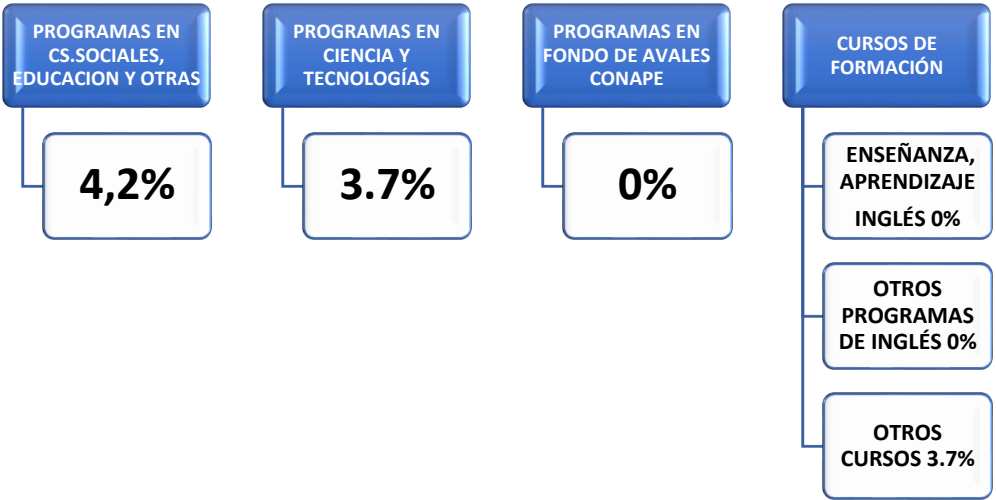 PROGRAMAS EN
CS.SOCIALES,
EDUCACION Y OTRAS
4,2%
PROGRAMAS EN
CIENCIA Y
TECNOLOGÍAS
3.7%
PROGRAMAS EN
FONDO DE AVALES
CONAPE
0%
CURSOS DE
FORMACIÓN
ENSEÑANZA,
APRENDIZAJE
INGLÉS 0%
OTROS
PROGRAMAS
DE INGLÉS 0%
OTROS
CURSOS 3.7%